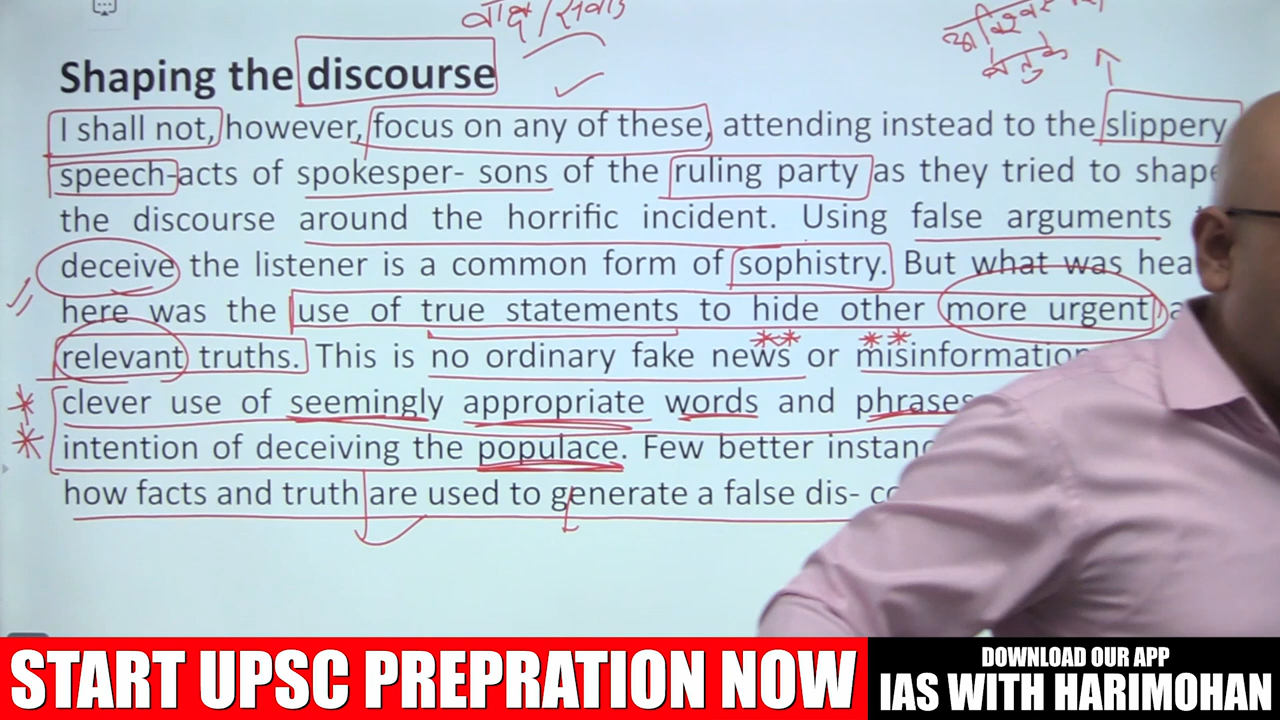 वाद / संवाद
Shaping the discourse
I shall not, however, focus on any of these, attending instead to the slippery
speech-acts of spokesper- sons of the ruling party as they tried to shape
the discourse around the horrific incident. Using false arguments
deceive the listener is a common form of sophistry. But what was hea
here was the use of true statements to hide other more urgent a
relevant truths. This is no ordinary fake news or misinformation
clever use of seemingly appropriate words and phrases
intention of deceiving the populace. Few better instanc
how facts and truth are used to generate a false dis- co
START UPSC PREPRATION NOW
DOWNLOAD OUR APP
IAS WITH HARIMOHAN